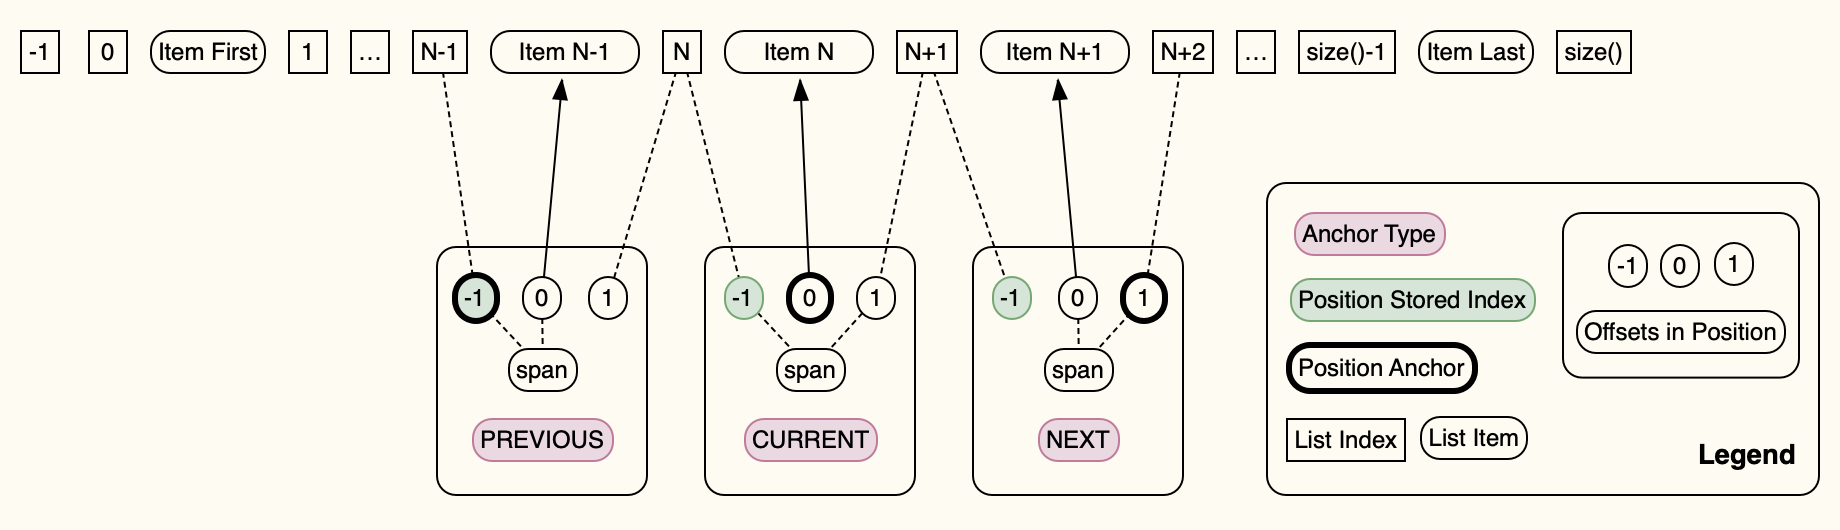 -1 0 Item First 1 ... N-1 Item N-1 N Item N N+1 Item N+1 N+2 ... size()-1 Item Last size()
-1 0 1
span
PREVIOUS
-1 0 1
span
CURRENT
-1 0 1
span
NEXT
Anchor Type
Position Stored Index
Position Anchor
List Index List Item
-1 0 1
Offsets in Position
Legend